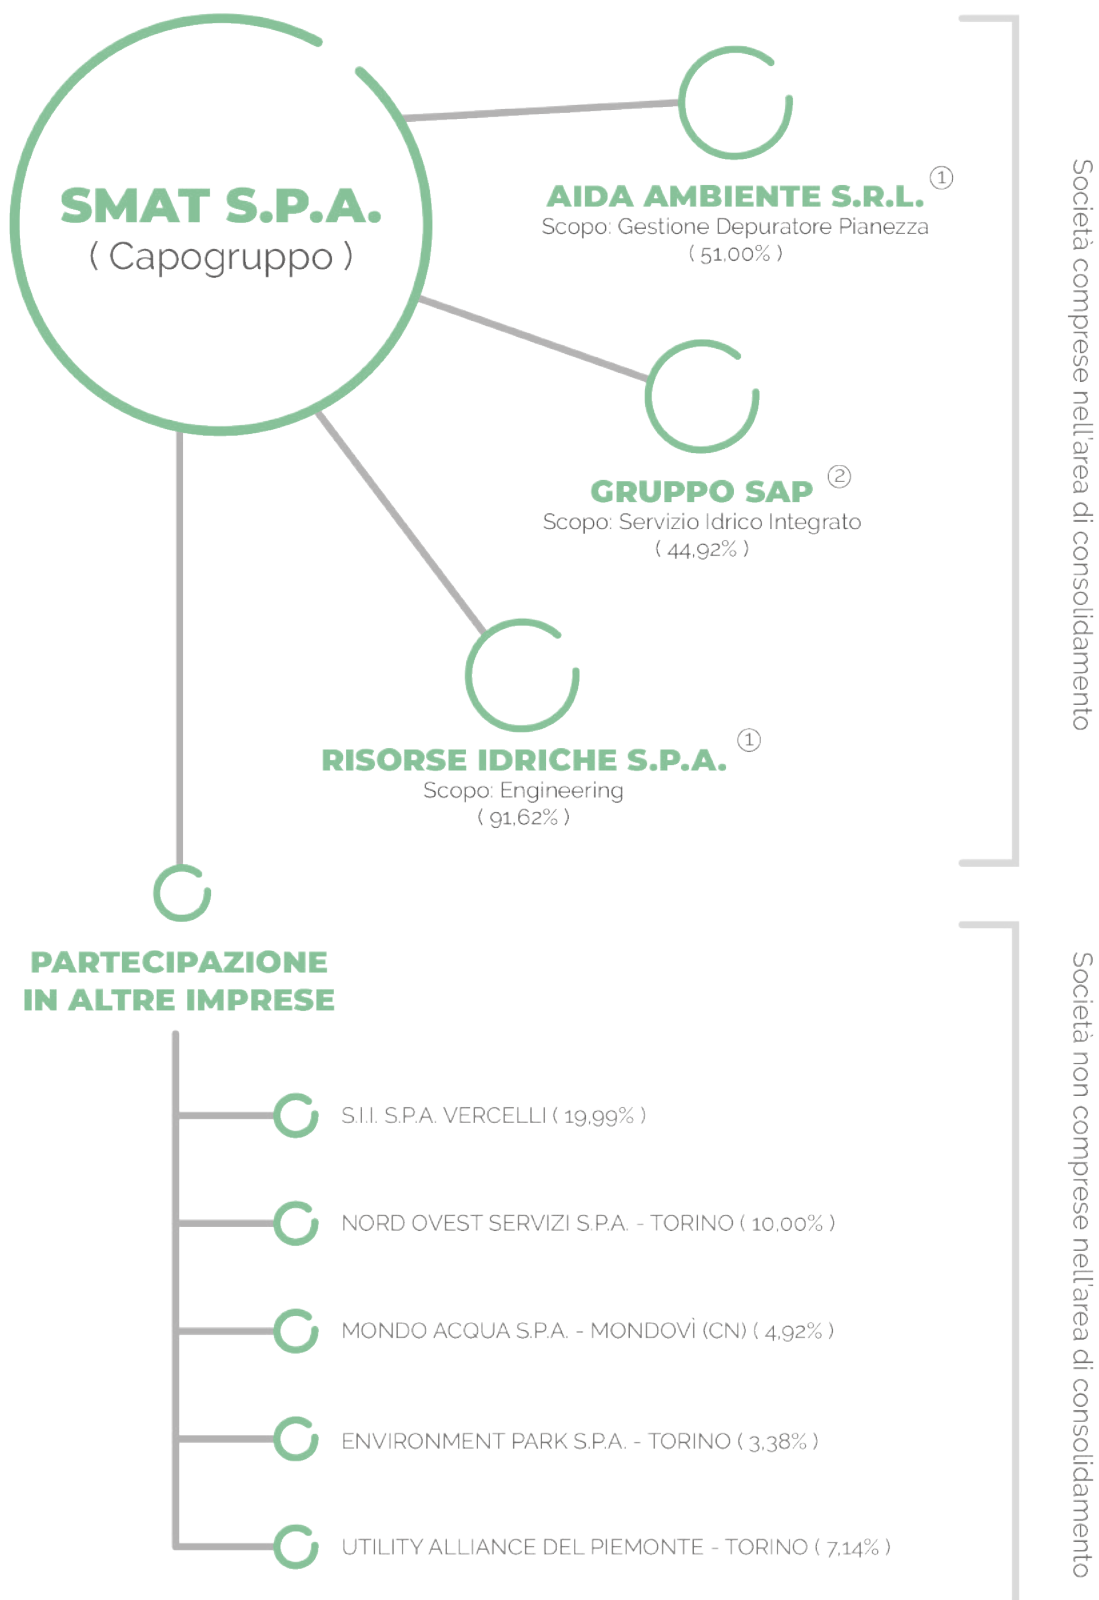 SMAT S.P.A.
( Capogruppo )
①
AIDA AMBIENTE S.R.L.
Scopo: Gestione Depuratore Pianezza
( 51,00% )
②
GRUPPO SAP
Scopo: Servizio Idrico Integrato
( 44,92% )
①
RISORSE IDRICHE S.P.A.
Scopo: Engineering
( 91,62% )
Società comprese nell'area di consolidamento
PARTECIPAZIONE
IN ALTRE IMPRESE
S.I.I. S.P.A. VERCELLI ( 19,99% )
NORD OVEST SERVIZI S.P.A. - TORINO ( 10,00% )
MONDO ACQUA S.P.A. - MONDOVÌ (CN) ( 4,92% )
ENVIRONMENT PARK S.P.A. - TORINO ( 3,38% )
UTILITY ALLIANCE DEL PIEMONTE - TORINO ( 7,14% )
Società non comprese nell'area di consolidamento